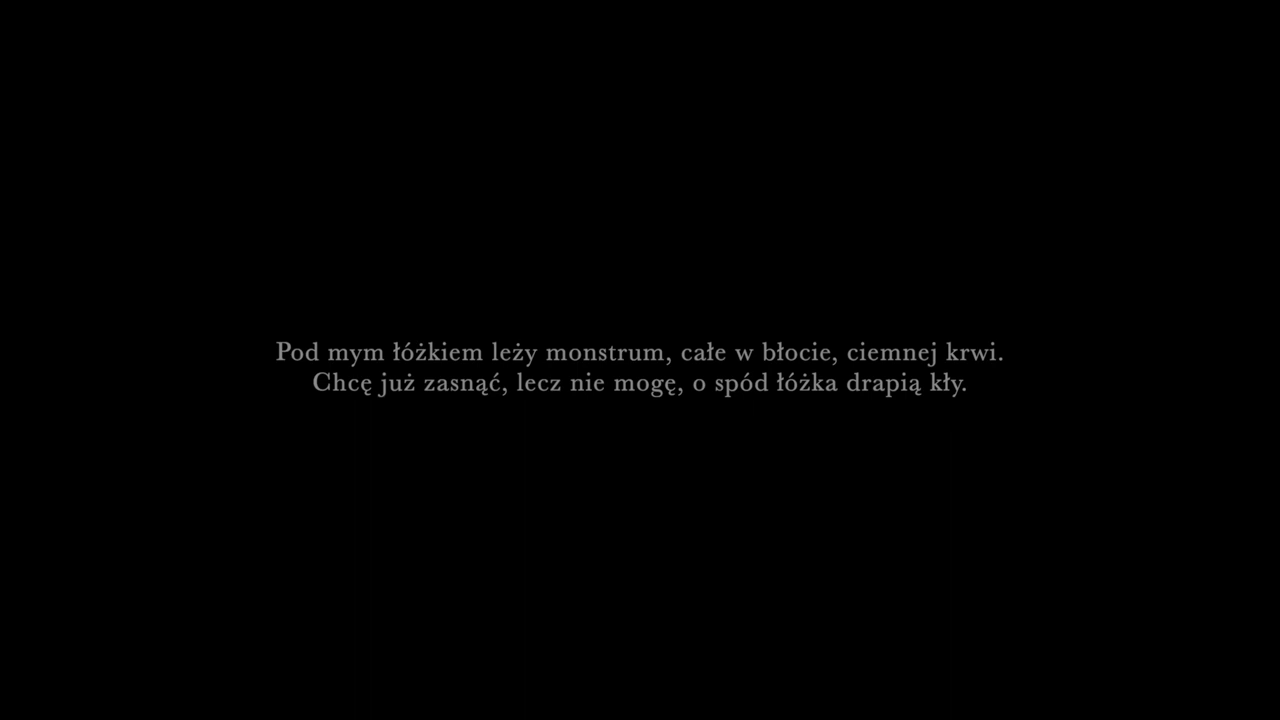 Pod mym łóżkiem leży monstrum, całe w błocie, ciemnej krwi.
Chcę już zasnąć, lecz nie mogę, o spód łóżka drapią kły.